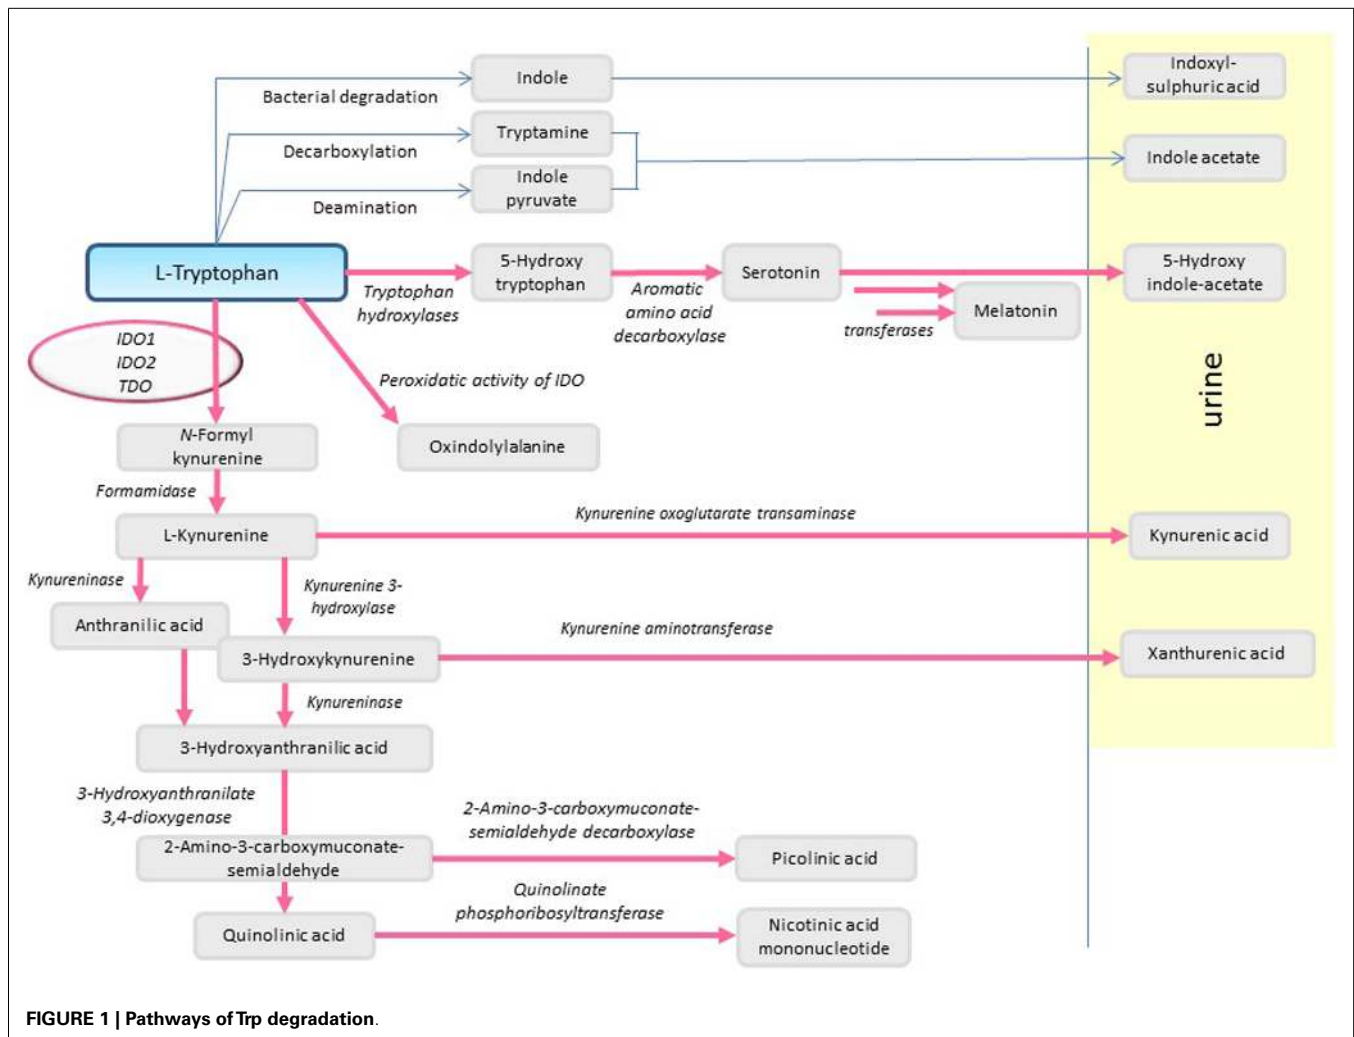 Indole
Indoxyl-
sulphuric acid
Bacterial degradation
Tryptamine
Decarboxylation
Indole acetate
Indole
pyruvate
Deamination
L-Tryptophan
Tryptophan
hydroxylases
5-Hydroxy
tryptophan
Aromatic
amino acid
decarboxylase
Serotonin
5-Hydroxy
indole-acetate
transferases
Melatonin
IDO1
IDO2
TDO
Peroxidatic activity of IDO
urine
N-Formyl
kynurenine
Oxindolylalanine
Formamidase
L-Kynurenine
Kynurenine oxoglutarate transaminase
Kynurenic acid
Kynureninase
Kynurenine 3-
hydroxylase
Anthranilic acid
3-Hydroxykynurenine
Kynurenine aminotransferase
Xanthurenic acid
Kynureninase
3-Hydroxyanthranilic acid
3-Hydroxyanthranilate
3,4-dioxygenase
2-Amino-3-carboxymuconate-
semialdehyde decarboxylase
2-Amino-3-carboxymuconate-
semialdehyde
Picolinic acid
Quinolinate
phosphoribosyltransferase
Quinolinic acid
Nicotinic acid
mononucleotide
FIGURE 1 | Pathways of Trp degradation.